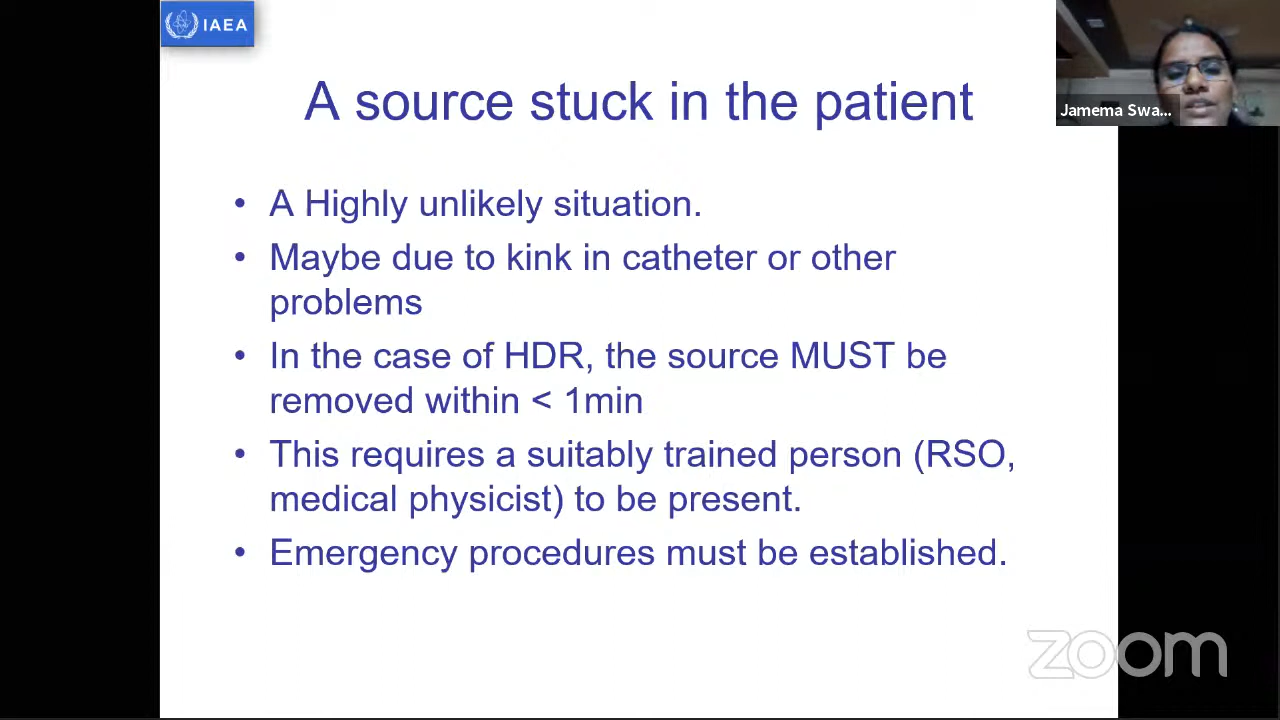 IAEA
A source stuck in the patient
Jamema Swa...
• A Highly unlikely situation.
• Maybe due to kink in catheter or other
problems
• In the case of HDR, the source MUST be
removed within < 1min
• This requires a suitably trained person (RSO,
medical physicist) to be present.
• Emergency procedures must be established.
zoom